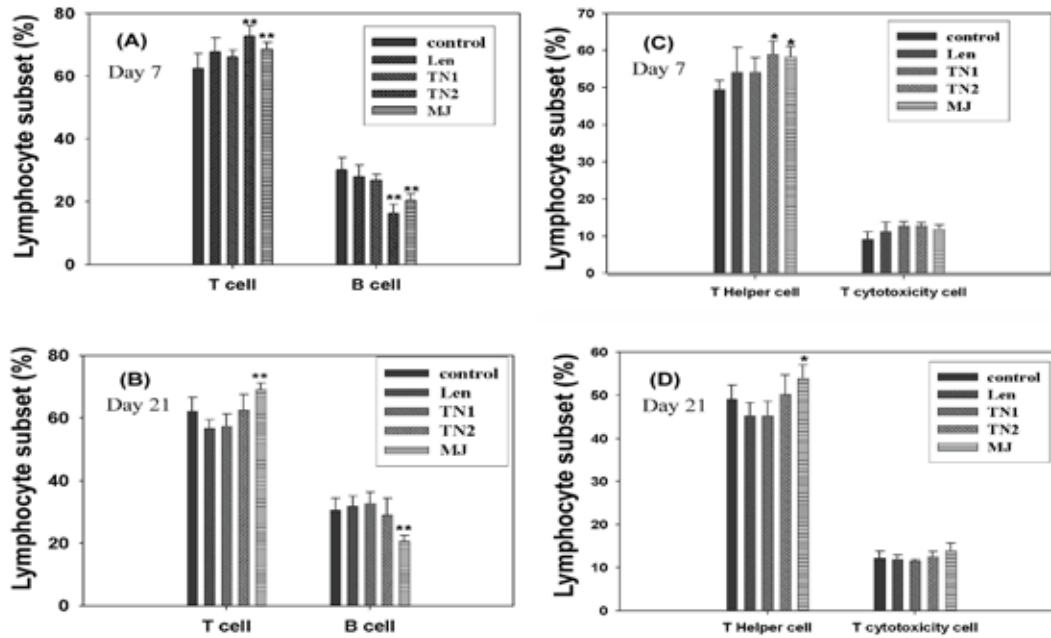 80
60
40
20
0
Lymphocyte subset (%)
(A)
Day 7
** **
** **
control
Len
TN1
TN2
MJ
T cell B cell
70
60
50
40
30
20
10
0
Lymphocyte subset (%)
(C)
Day 7
* *
control
Len
TN1
TN2
MJ
T Helper cell T cytotoxicity cell
80
60
40
20
0
Lymphocyte subset (%)
(B)
Day 21
**
**
control
Len
TN1
TN2
MJ
T cell B cell
60
50
40
30
20
10
0
Lymphocyte subset (%)
(D)
Day 21
*
control
Len
TN1
TN2
MJ
T Helper cell T cytotoxicity cell